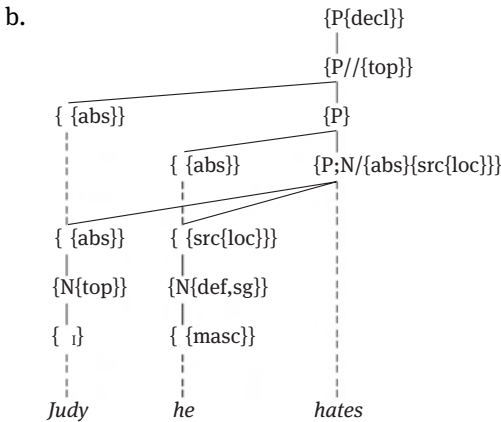 b.
{P{decl}}
{P//{top}}
{ {abs}} {P}
{ {abs}} {P;N/{abs}{src{loc}}}
{ {abs}} { {src{loc}}}
{N{top}} {N{def,sg}}
{ I} { {masc}}
Judy he hates